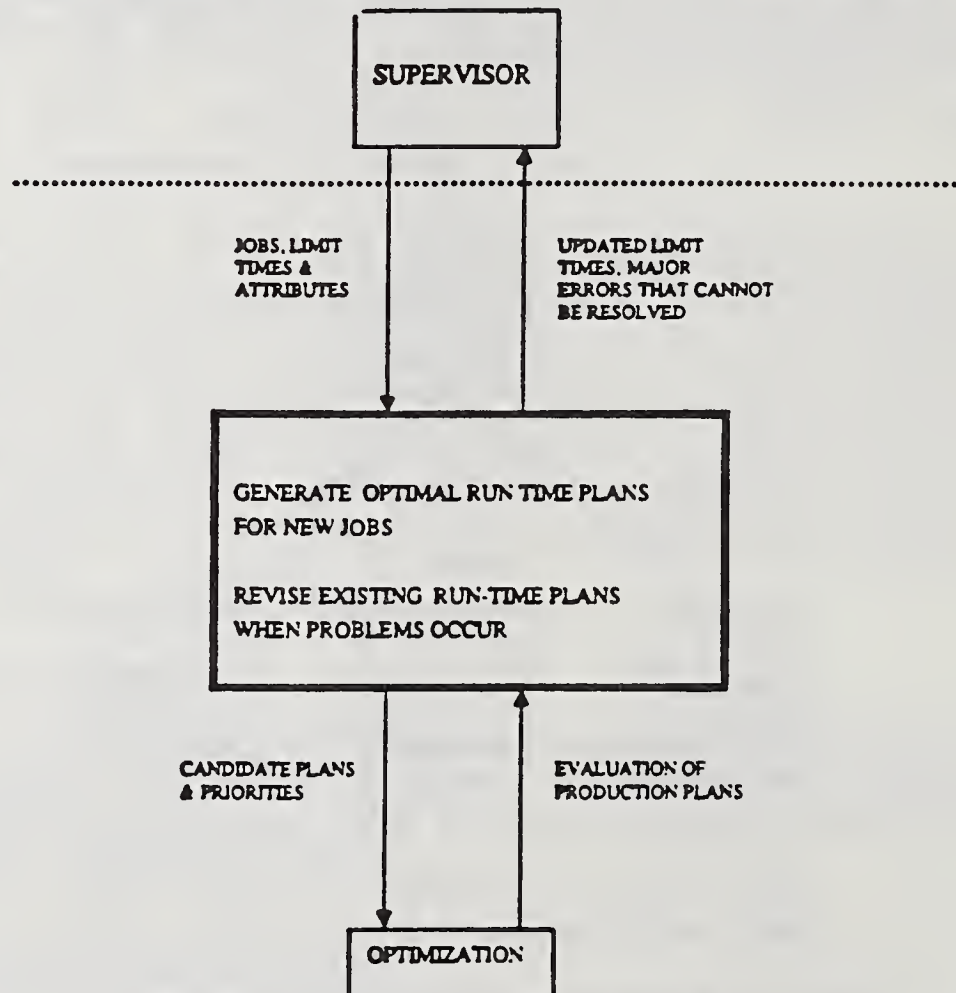 SUPERVISOR
JOBS, LIMIT
TIMES &
ATTRIBUTES
UPDATED LIMIT
TIMES, MAJOR
ERRORS THAT CANNOT
BE RESOLVED
GENERATE OPTIMAL RUN TIME PLANS
FOR NEW JOBS
REVISE EXISTING RUN-TIME PLANS
WHEN PROBLEMS OCCUR
CANDIDATE PLANS
& PRIORITIES
EVALUATION OF
PRODUCTION PLANS
OPTIMIZATION